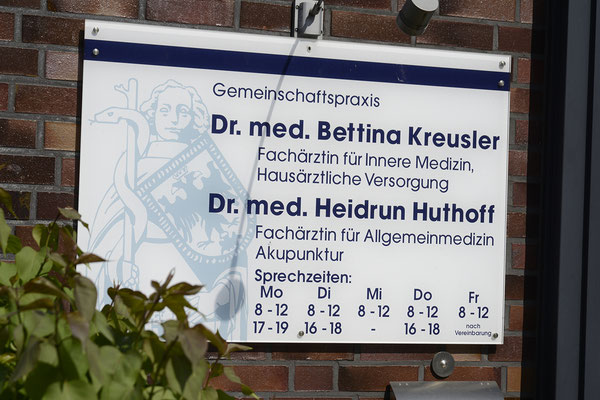 Gemeinschaftspraxis
Dr. med. Bettina Kreusler
Fachärztin für Innere Medizin,
Hausärztliche Versorgung
Dr. med. Heidrun Huthoff
Fachärztin für Allgemeinmedizin
Akupunktur
Sprechzeiten:
Mo Di Mi Do Fr
8 - 12 8 - 12 8 - 12 8 - 12 8 - 12
17 - 19 16 - 18 - 16 - 18 nach
Vereinbarung